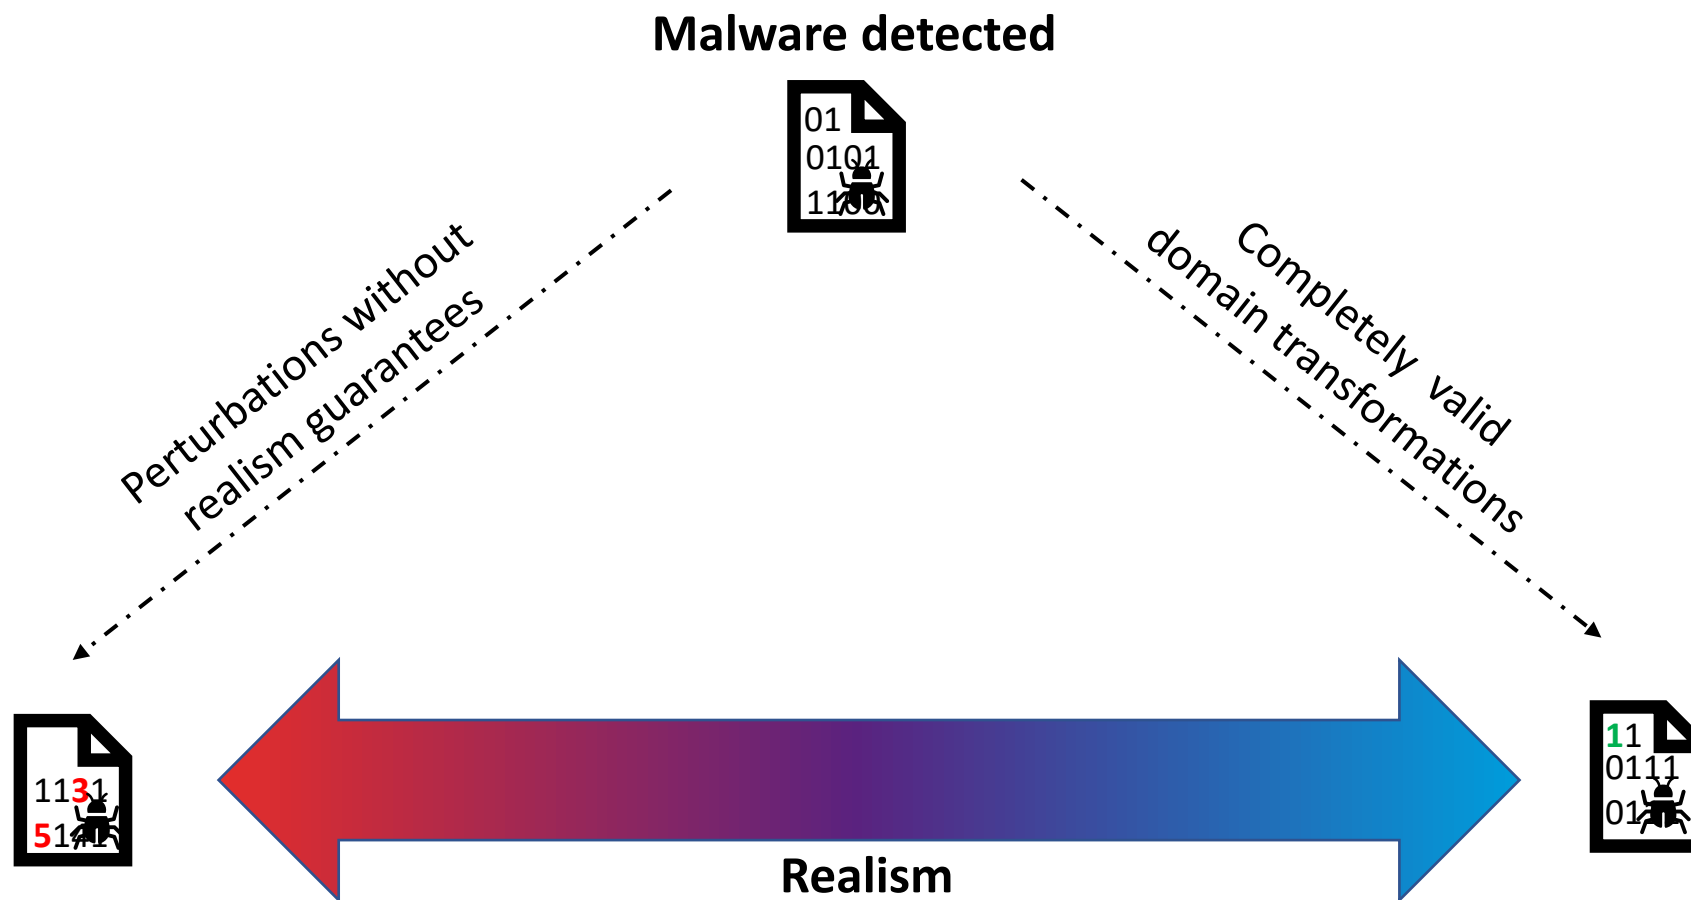 Malware detected
01
0101
1100
Perturbations without
realism guarantees
Completely valid
domain transformations
1131
5141
11
0111
01
Realism